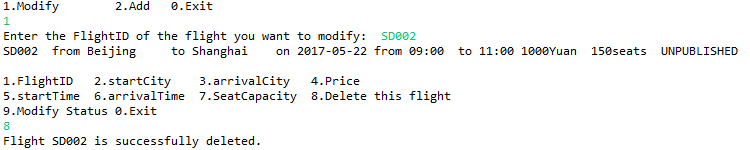 1.Modify 2.Add 0.Exit
1
Enter the FlightID of the flight you want to modify: SD002
SD002 from Beijing to Shanghai on 2017-05-22 from 09:00 to 11:00 1000Yuan 150seats UNPUBLISHED
1.FlightID 2.startCity 3.arrivalCity 4.Price
5.startTime 6.arrivalTime 7.SeatCapacity 8.Delete this flight
9.Modify Status 0.Exit
8
Flight SD002 is successfully deleted.